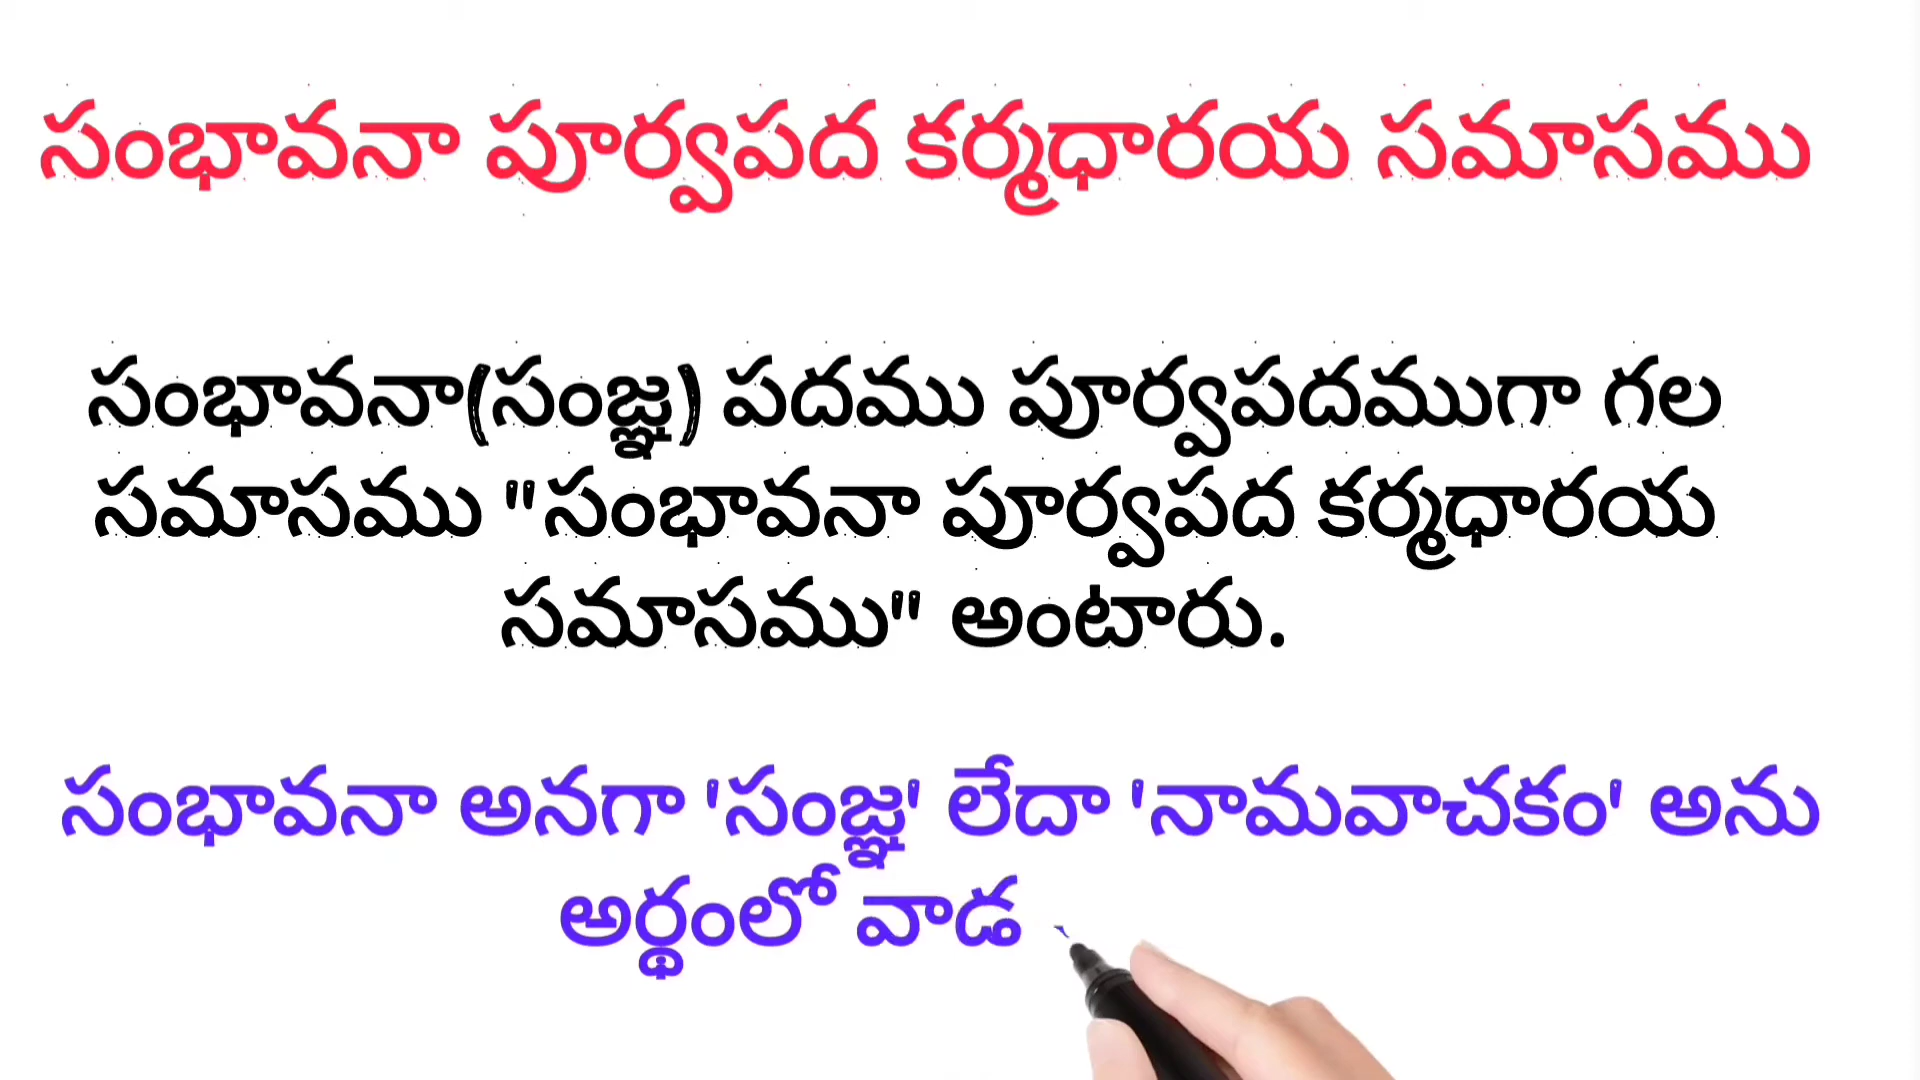 సంభావనా పూర్వపద కర్మధారయ సమాసము
సంభావనా(సంజ్ఞ) పదము పూర్వపదముగా గల
సమాసము "సంభావనా పూర్వపద కర్మధారయ
సమాసము" అంటారు.
సంభావనా అనగా 'సంజ్ఞ' లేదా 'నామవాచకం' అను
అర్థంలో వాడ